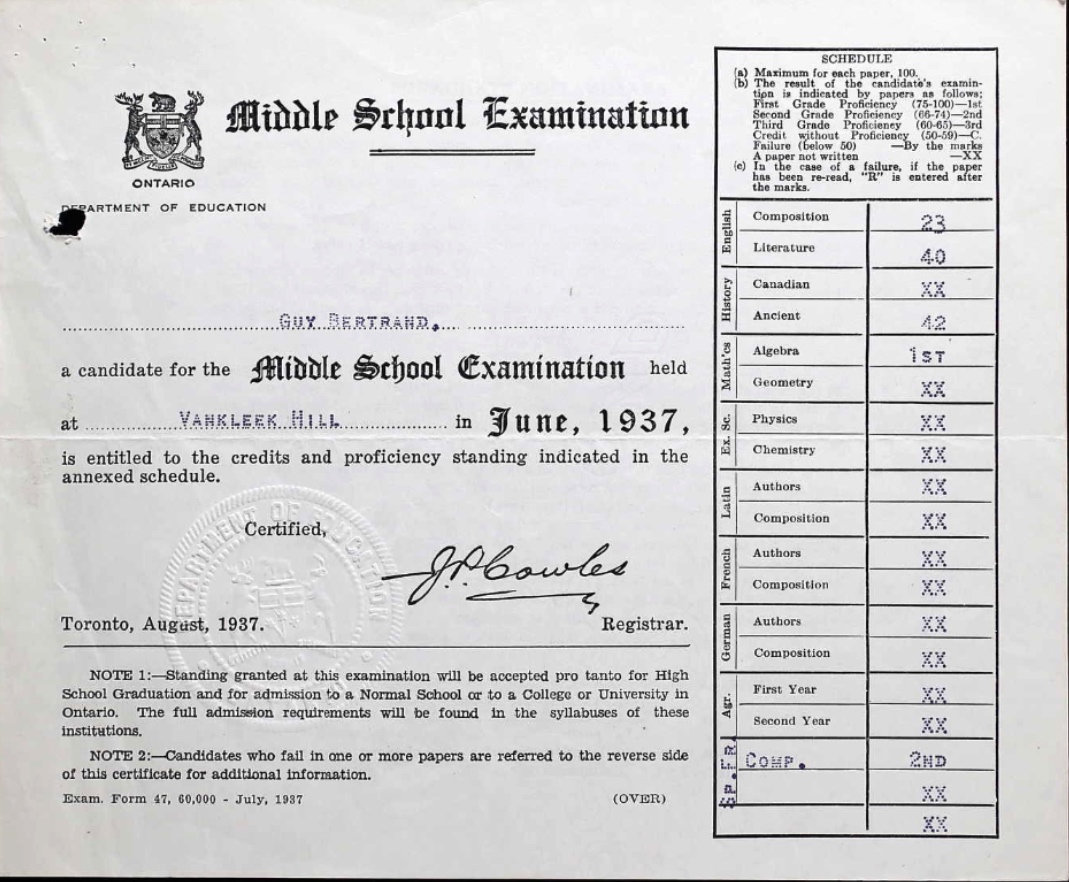 Middle School Examination
ONTARIO
DEPARTMENT OF EDUCATION
GUY BERTRAND,
a candidate for the Middle School Examination held
at VANKLEEK HILL in June, 1937,
is entitled to the credits and proficiency standing indicated in the
annexed schedule.
DEPARTMENT OF EDUCATION
Certified,
J.P. Cowles
Toronto, August, 1937. Registrar.
NOTE 1:—Standing granted at this examination will be accepted pro tanto for High
School Graduation and for admission to a Normal School or to a College or University in
Ontario. The full admission requirements will be found in the syllabuses of these
institutions.
NOTE 2:—Candidates who fail in one or more papers are referred to the reverse side
of this certificate for additional information.
Exam. Form 47, 60,000 - July, 1937 (OVER)
SCHEDULE
(a) Maximum for each paper, 100.
(b) The result of the candidate's examin-
tion is indicated by papers as follows;
First Grade Proficiency (75-100)—1st
Second Grade Proficiency (66-74)—2nd
Third Grade Proficiency (60-65)—3rd
Credit without Proficiency (50-59)—C.
Failure (below 50) —By the marks
A paper not written —XX
(c) In the case of a failure, if the paper
has been re-read, "R" is entered after
the marks.
English
Composition 23
Literature 40
History
Canadian XX
Ancient 42
Math'cs
Algebra 1ST
Geometry XX
Ex. Sc.
Physics XX
Chemistry XX
Latin
Authors XX
Composition XX
French
Authors XX
Composition XX
German
Authors XX
Composition XX
Agr.
First Year XX
Second Year XX
SP.FR.
COMP. 2ND
XX
XX